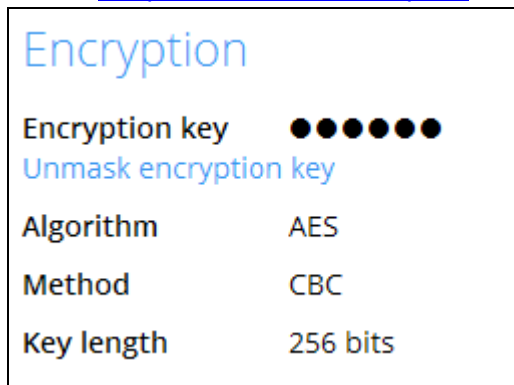 Encryption
Encryption key ●●●●●●
Unmask encryption key
Algorithm AES
Method CBC
Key length 256 bits